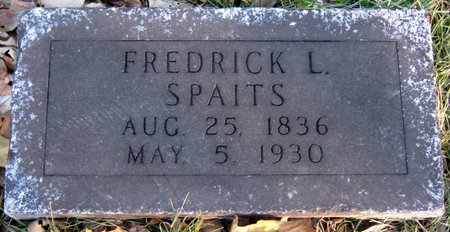 FREDRICK L.
SPAITS
AUG. 25, 1836
MAY 5 1930